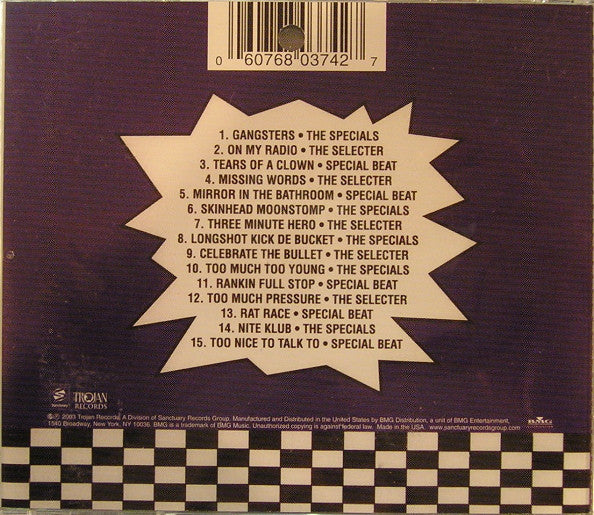 0 60768 03742 7
1. GANGSTERS • THE SPECIALS
2. ON MY RADIO • THE SELECTER
3. TEARS OF A CLOWN • SPECIAL BEAT
4. MISSING WORDS • THE SELECTER
5. MIRROR IN THE BATHROOM • SPECIAL BEAT
6. SKINHEAD MOONSTOMP • THE SPECIALS
7. THREE MINUTE HERO • THE SELECTER
8. LONGSHOT KICK DE BUCKET • THE SPECIALS
9. CELEBRATE THE BULLET • THE SELECTER
10. TOO MUCH TOO YOUNG • THE SPECIALS
11. RANKIN FULL STOP • SPECIAL BEAT
12. TOO MUCH PRESSURE • THE SELECTER
13. RAT RACE • SPECIAL BEAT
14. NITE KLUB • THE SPECIALS
15. TOO NICE TO TALK TO • SPECIAL BEAT
TROJAN
RECORDS
©℗ 2003 Trojan Records, A Division of Sanctuary Records Group. Manufactured and Distributed in the United States by BMG Distribution, a unit of BMG Entertainment,
1540 Broadway, New York, NY 10036. BMG is a trademark of BMG Music. Unauthorized copying is against federal law. Made in the USA. www.sanctuaryrecordsgroup.com
BMG